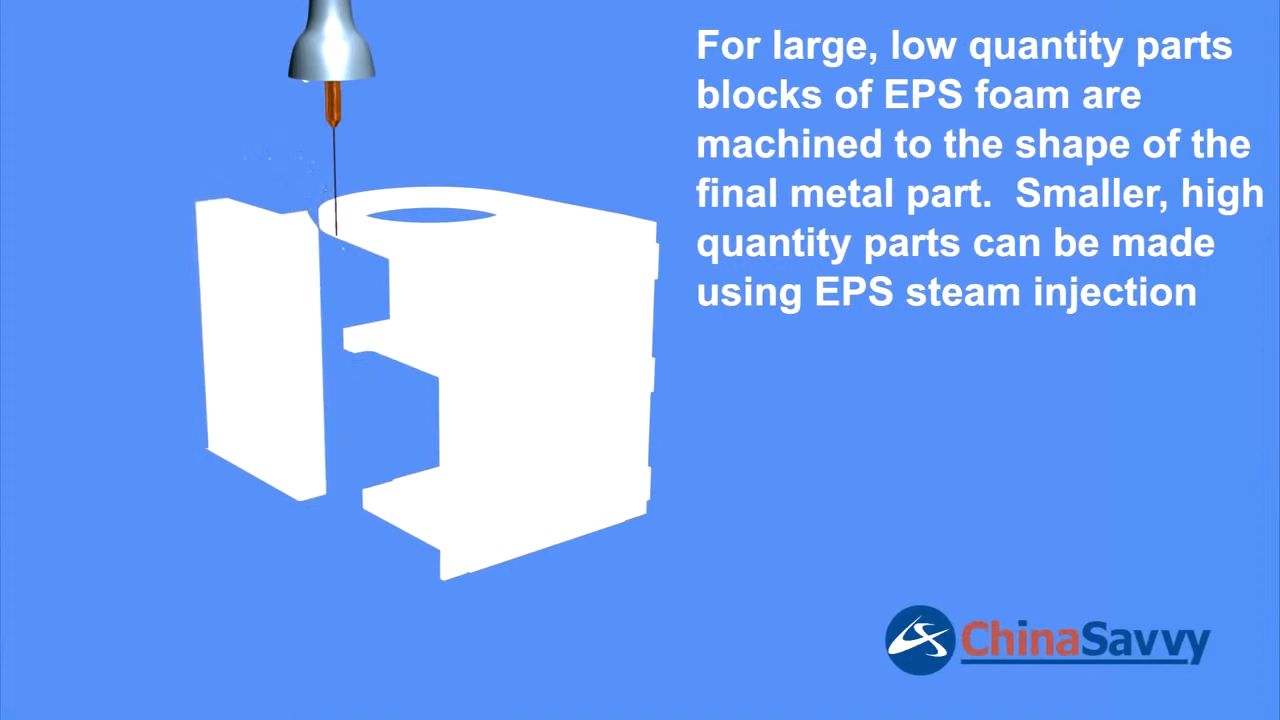 For large, low quantity parts
blocks of EPS foam are
machined to the shape of the
final metal part.  Smaller, high
quantity parts can be made
using EPS steam injection
ChinaSavvy